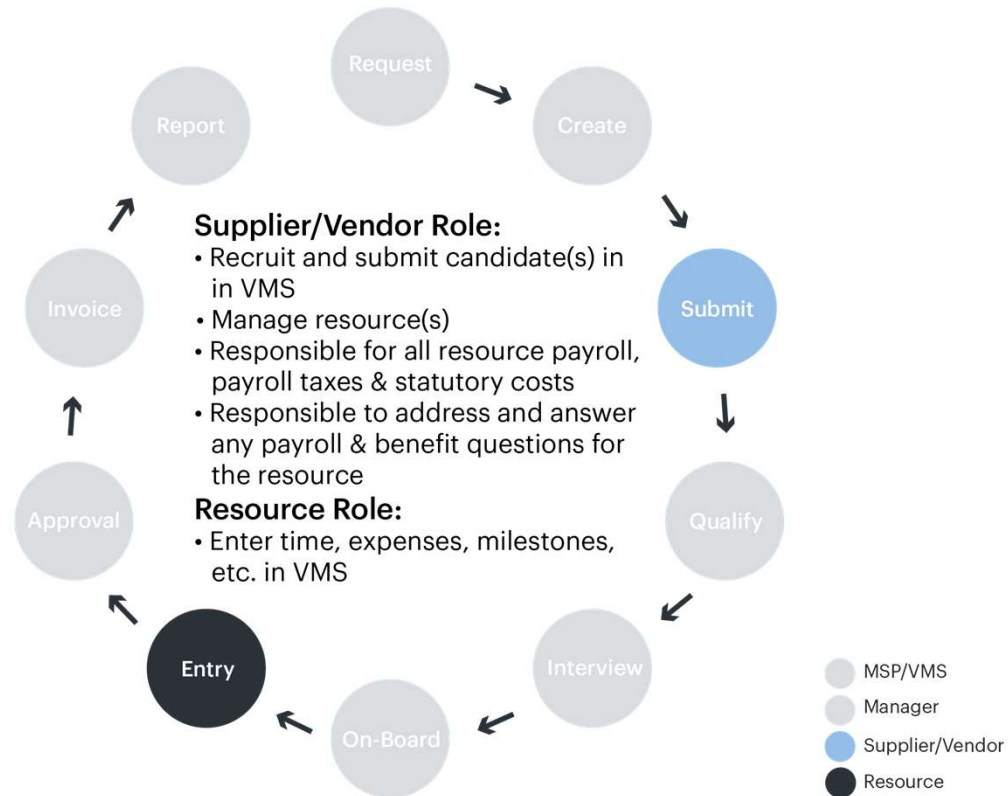 Request
Create
Submit
Qualify
Interview
On-Board
Entry
Approval
Invoice
Report
Supplier/Vendor Role:
• Recruit and submit candidate(s) in
in VMS
• Manage resource(s)
• Responsible for all resource payroll,
payroll taxes & statutory costs
• Responsible to address and answer
any payroll & benefit questions for
the resource
Resource Role:
• Enter time, expenses, milestones,
etc. in VMS
MSP/VMS
Manager
Supplier/Vendor
Resource